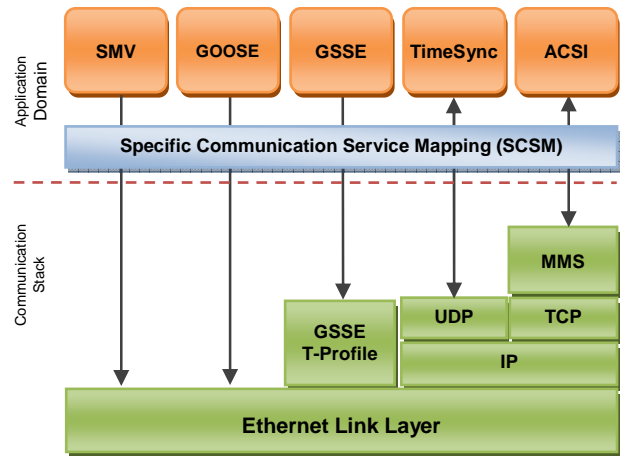 SMV
GOOSE
GSSE
TimeSync
ACSI
Application
Domain
Specific Communication Service Mapping (SCSM)
Communication
Stack
MMS
GSSE
T-Profile
UDP
TCP
IP
Ethernet Link Layer